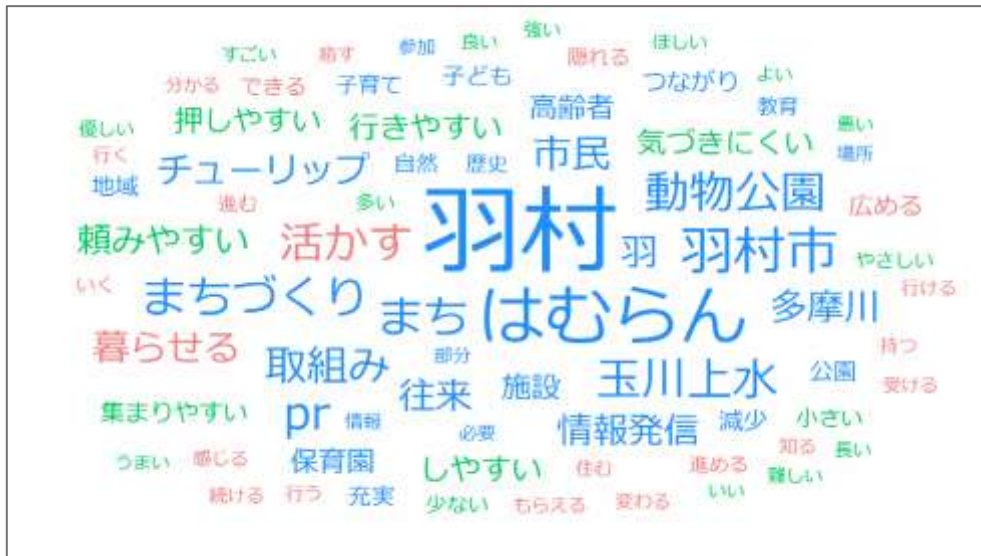 強い
すごい 癒す 参加 良い 隠れる ほしい
分かる できる 子育て 子ども つながり よい
優しい 押しやすい 行きやすい 高齢者 教育
市民 気づきにくい 悪い
行く 地域 チューリップ 自然 歴史 動物公園 場所
進む 多い 羽村 広める
頼みやすい 活かす 羽 羽村市 やさしい
いく まちづくり まち はむらん 多摩川 行ける
暮らせる 取組み 部分 玉川上水 公園 持つ
往来 施設 受ける
集まりやすい pr 情報 必要 情報発信 減少 小さい
うまい 感じる 保育園 しやすい 住む 進める 知る 長い
難しい
続ける 行う 充実 少ない もらえる 変わる いい